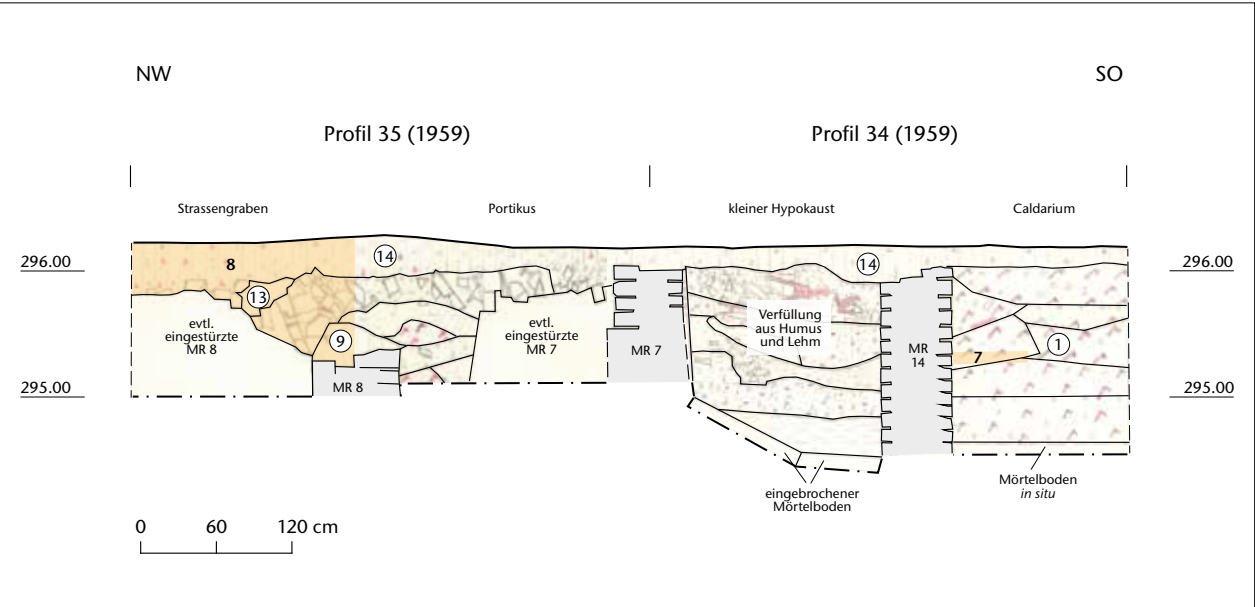 NW
SO
Profil 35 (1959)
Profil 34 (1959)
Strassengraben
Portikus
kleiner Hypokaust
Caldarium
296.00
8
14
14
296.00
13
evtl.
eingestürzte
MR 8
9
evtl.
eingestürzte
MR 7
MR 7
Verfüllung
aus Humus
und Lehm
MR
14
7
1
MR 8
295.00
295.00
Mörtelboden
in situ
eingebrochener
Mörtelboden
0 60 120 cm